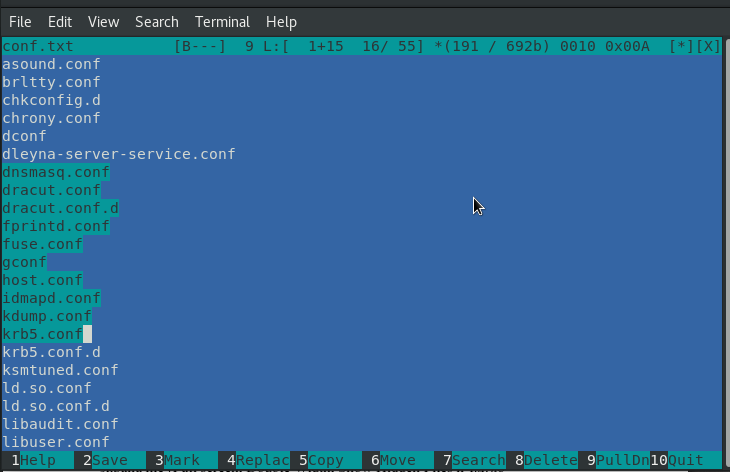 File Edit View Search Terminal Help
conf.txt [B---] 9 L:[ 1+15 16/ 55] *(191 / 692b) 0010 0x00A [*][X]
asound.conf
brltty.conf
chkconfig.d
chrony.conf
dconf
dleyna-server-service.conf
dnsmasq.conf
dracut.conf
dracut.conf.d
fprintd.conf
fuse.conf
gconf
host.conf
idmapd.conf
kdump.conf
krb5.conf
krb5.conf.d
ksmtuned.conf
ld.so.conf
ld.so.conf.d
libaudit.conf
libuser.conf
1Help 2Save 3Mark 4Replac 5Copy 6Move 7Search 8Delete 9PullDn 10Quit